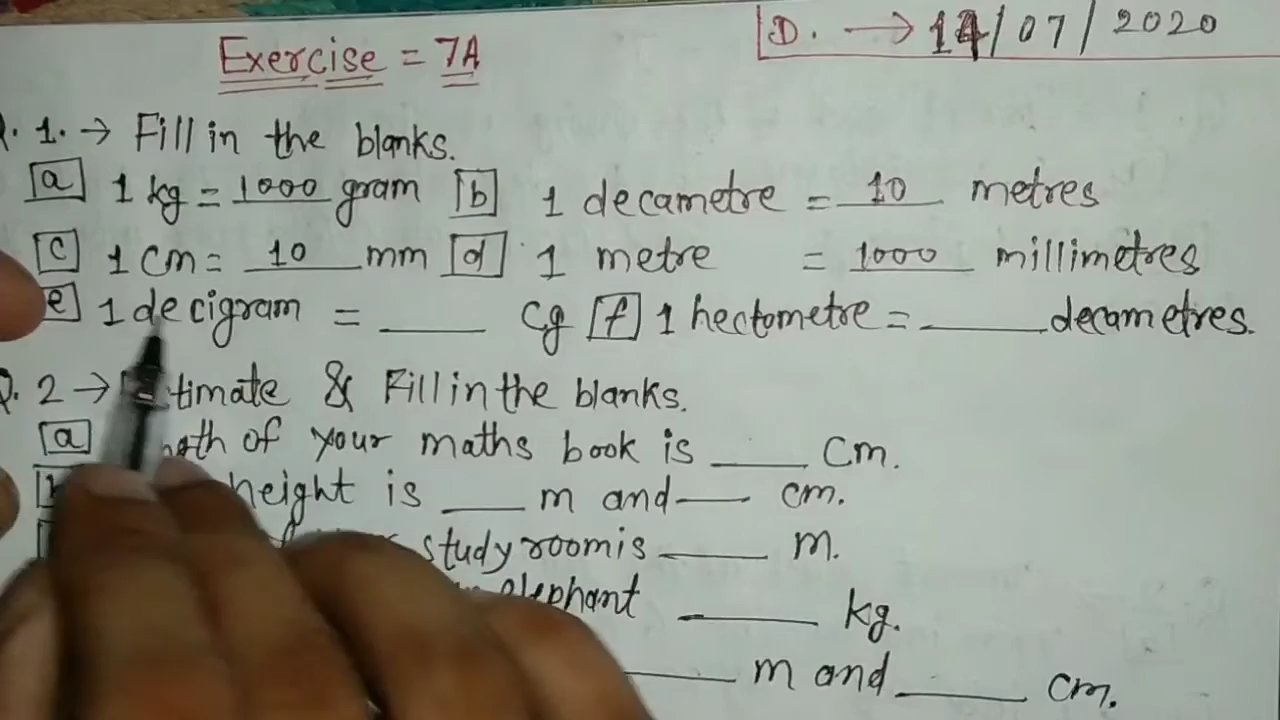 Exercise = 7A
D. → 14/07/2020
Q. 1. → Fill in the blanks.
a 1 kg = 1000 gram b 1 decametre = 10 metres
c 1 cm = 10 mm d 1 metre = 1000 millimetres
e 1 decigram = ____ cg f 1 hectometre = ____ decametres.
Q. 2 → Estimate & Fill in the blanks.
a of your maths book is ____ cm.
height is ____ m and ____ cm.
study room is ____ m.
elephant ____ kg.
____ m and ____ cm.